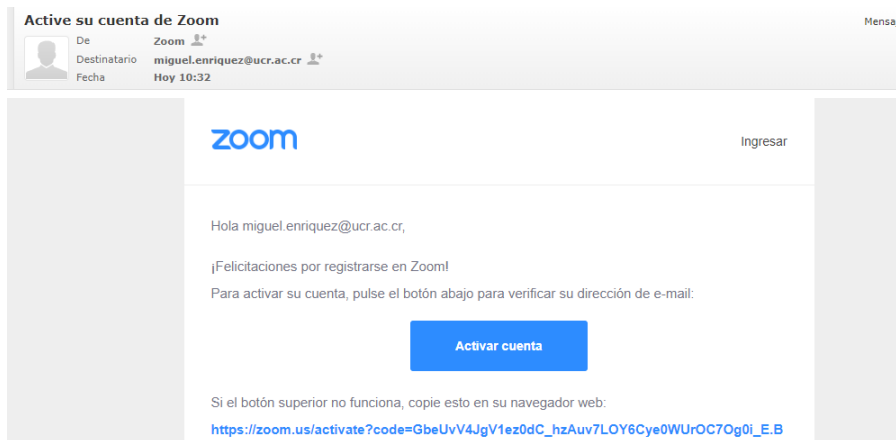 Active su cuenta de Zoom
Mensa
De Zoom
Destinatario miguel.enriquez@ucr.ac.cr
Fecha Hoy 10:32
zoom
Ingresar
Hola miguel.enriquez@ucr.ac.cr,
¡Felicitaciones por registrarse en Zoom!
Para activar su cuenta, pulse el botón abajo para verificar su dirección de e-mail:
Activar cuenta
Si el botón superior no funciona, copie esto en su navegador web:
https://zoom.us/activate?code=GbeUvV4JgV1ez0dC_hzAuv7LOY6Cye0WUrOC7Og0i_E.B